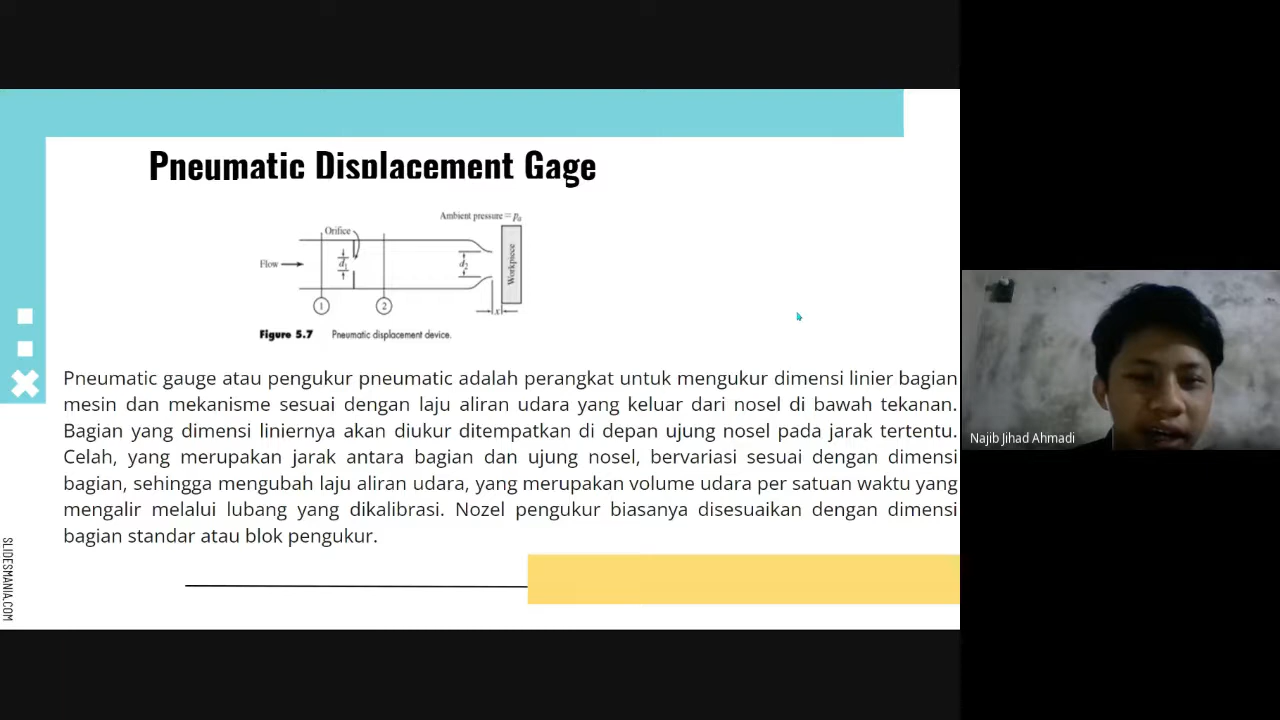 Pneumatic Displacement Gage
Ambient pressure = pa
Orifice
Flow
d1
d2
Workpiece
1
2
x
Figure 5.7 Pneumatic displacement device.
Pneumatic gauge atau pengukur pneumatic adalah perangkat untuk mengukur dimensi linier bagian
mesin dan mekanisme sesuai dengan laju aliran udara yang keluar dari nosel di bawah tekanan.
Bagian yang dimensi liniernya akan diukur ditempatkan di depan ujung nosel pada jarak tertentu.
Celah, yang merupakan jarak antara bagian dan ujung nosel, bervariasi sesuai dengan dimensi
bagian, sehingga mengubah laju aliran udara, yang merupakan volume udara per satuan waktu yang
mengalir melalui lubang yang dikalibrasi. Nozel pengukur biasanya disesuaikan dengan dimensi
bagian standar atau blok pengukur.
SLIDESMANIA.COM
Najib Jihad Ahmadi